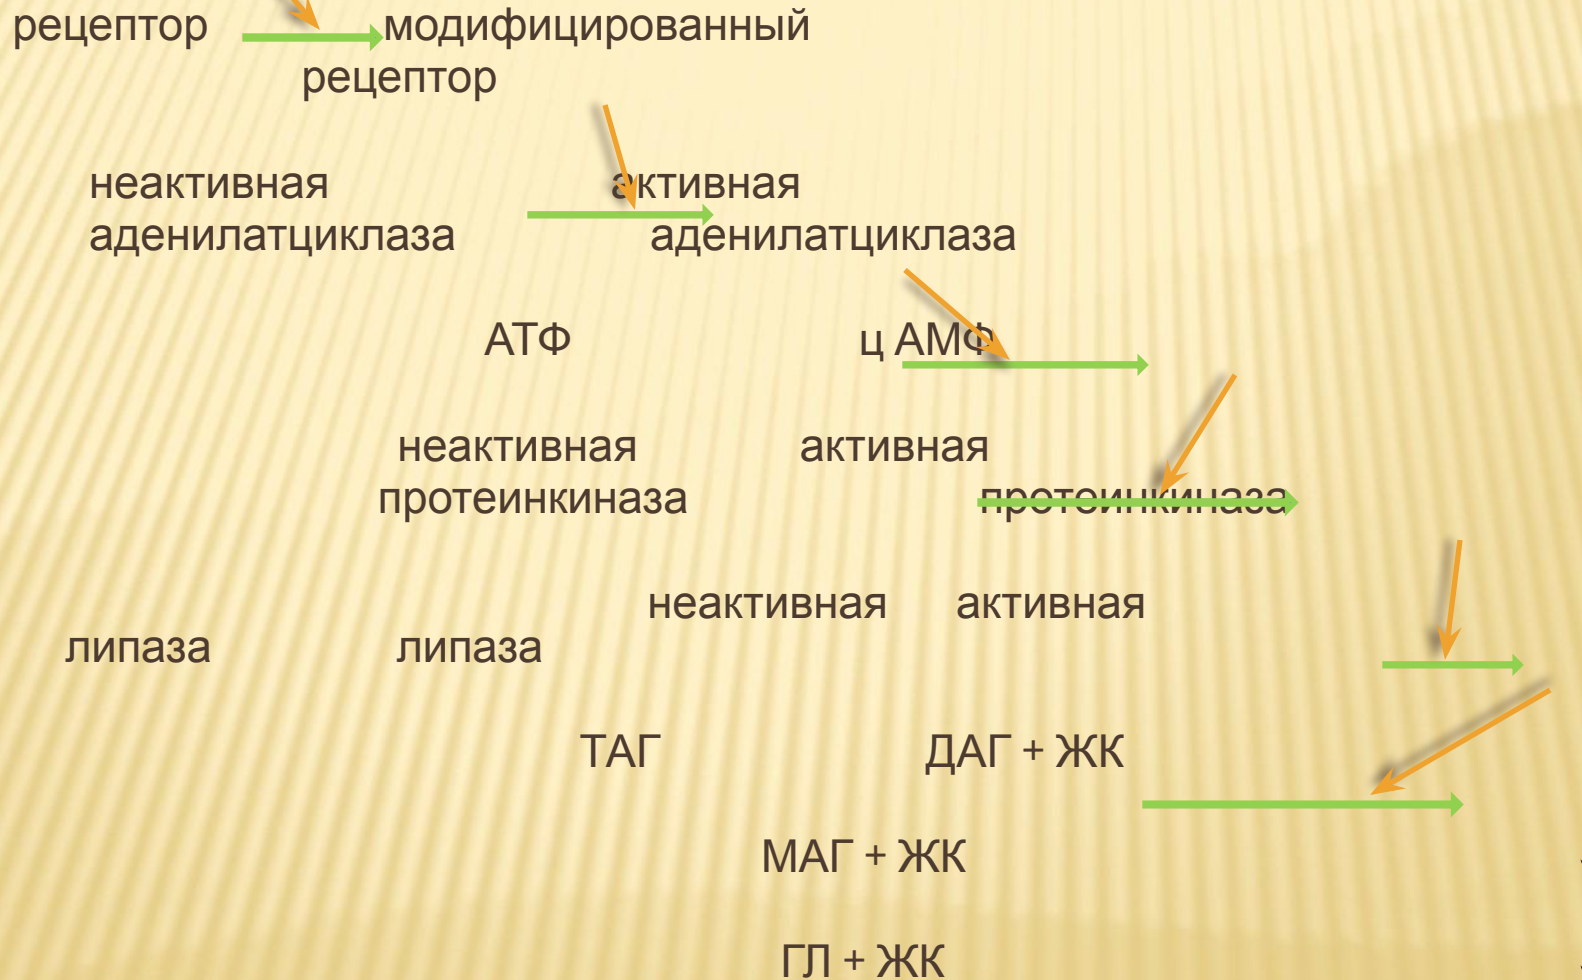 рецептор модифицированный
рецептор
неактивная активная
аденилатциклаза аденилатциклаза
АТФ ц АМФ
неактивная активная
протеинкиназа протеинкиназа
неактивная активная
липаза липаза
ТАГ ДАГ + ЖК
МАГ + ЖК
ГЛ + ЖК